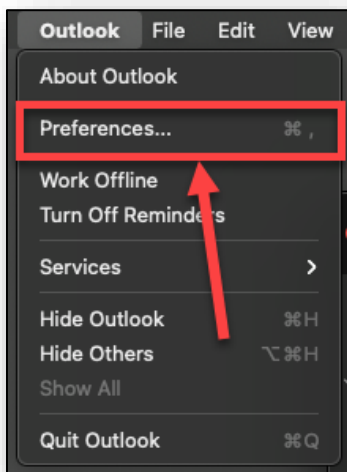 Outlook File Edit View
About Outlook
Preferences... ⌘ ,
Work Offline
Turn Off Reminders
Services
Hide Outlook ⌘H
Hide Others ⌥⌘H
Show All
Quit Outlook ⌘Q